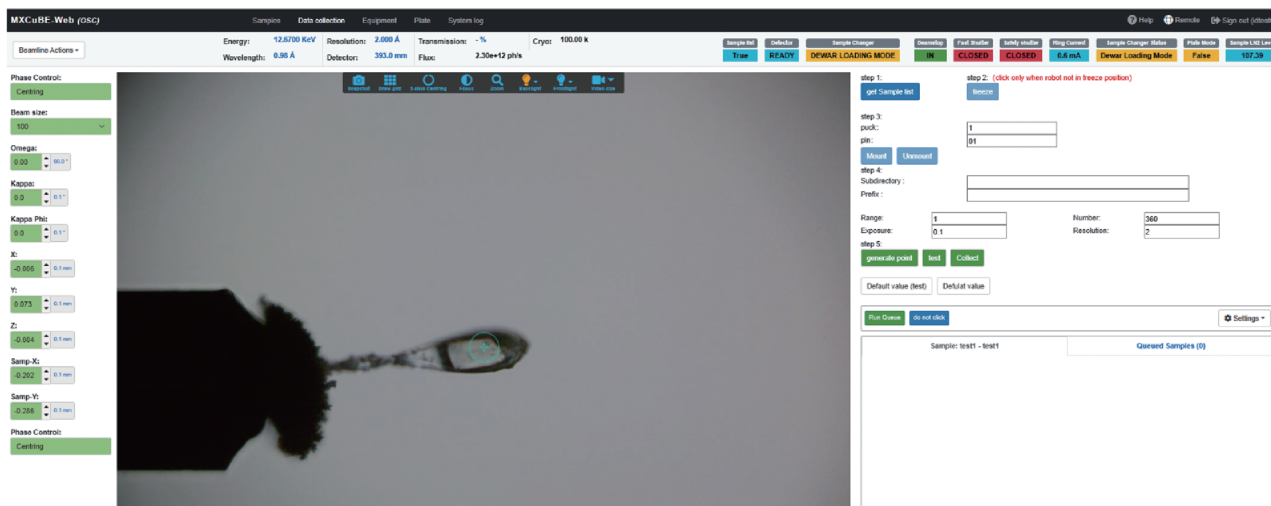 MXCuBE-Web (OSC) Samples Data collection Equipment Plate System log Help Remote Sign out (idtest
Beamline Actions
Energy: 12.6700 KeV Resolution: 2.000 Å Transmission: - % Cryo: 100.00 k
Wavelength: 0.98 Å Detector: 393.0 mm Flux: 2.30e+12 ph/s
Detector Sample Changer Beamstop Fast Shutter Safety shutter Ring Current Sample Changer Status Plate Mode
True READY DEWAR LOADING MODE IN CLOSED CLOSED 0.6 mA Dewar Loading Mode False 107.39
Phase Control:
Centring
Beam size:
100
Omega:
0.00 90.0 °
Kappa:
0.0 0.1 °
Kappa Phi:
0.0 0.1 °
X:
0.1 mm
Y:
0.073 0.1 mm
Z:
0.1 mm
Samp-X:
-0.202 0.1 mm
Samp-Y:
-0.286 0.1 mm
Phase Control:
Centring
Snapshot Draw grid 3-click Centring Focus Zoom Backlight Frontlight Video size
step 1: step 2: (click only when robot not in freeze position)
get Sample list freeze
step 3:
puck: 1
pin: 01
Mount Unmount
step 4:
Subdirectory :
Prefix :
Range: 1 Number: 360
Exposure: 0.1 Resolution: 2
step 5:
generate point test Collect
Default value (test) Defulat value
Run Queue do not click Settings
Sample: test1 - test1 Queued Samples (0)